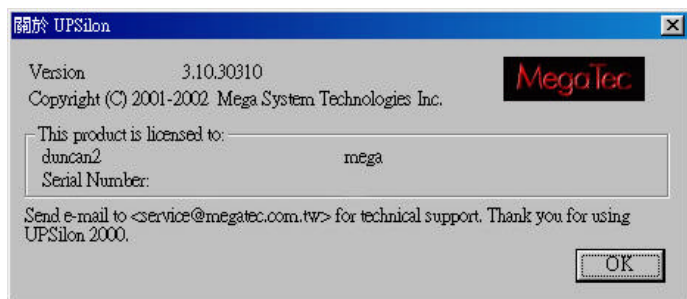 關於 UPSilon
Version 3.10.30310
MegaTec
Copyright (C) 2001-2002 Mega System Technologies Inc.
This product is licensed to:
duncan2 mega
Serial Number:
Send e-mail to <service@megatec.com.tw> for technical support. Thank you for using
UPSilon 2000.
OK